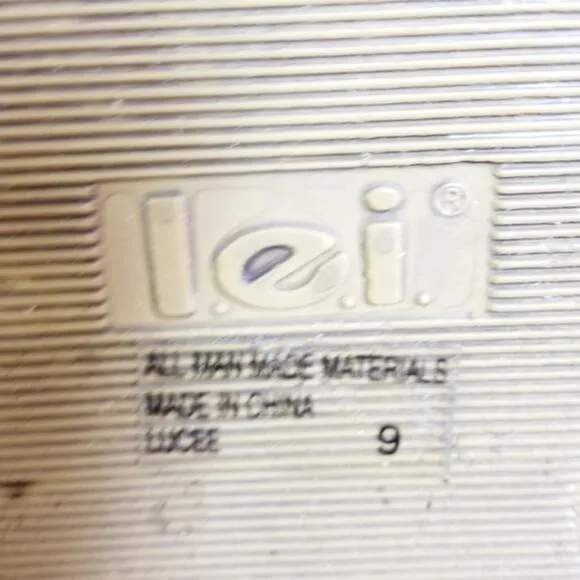 l.e.i.®
ALL MAN MADE MATERIALS
MADE IN CHINA
LUCEE 9